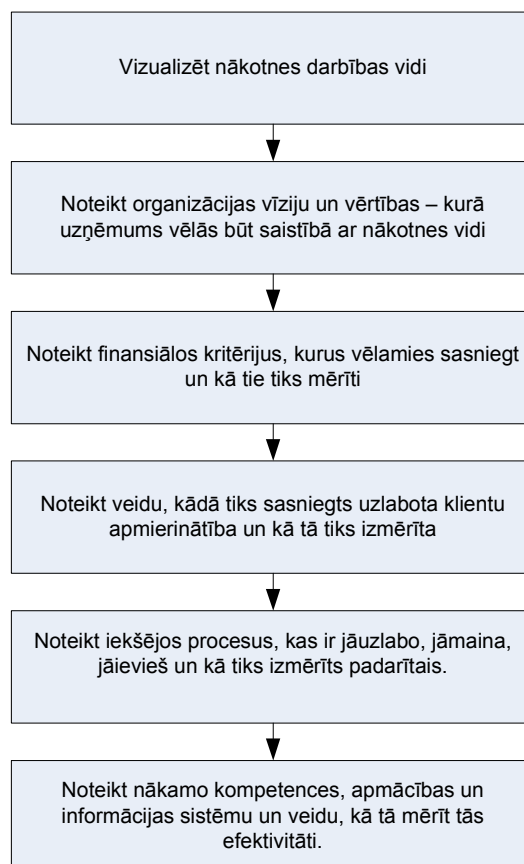 Vizualizēt nākotnes darbības vidi
Noteikt organizācijas vīziju un vērtības – kurā
uzņēmums vēlās būt saistībā ar nākotnes vidi
Noteikt finansiālos kritērijus, kurus vēlamies sasniegt
un kā tie tiks mērīti
Noteikt veidu, kādā tiks sasniegts uzlabota klientu
apmierinātība un kā tā tiks izmērīta
Noteikt iekšējos procesus, kas ir jāuzlabo, jāmaina,
jāievieš un kā tiks izmērīts padarītais.
Noteikt nākamo kompetences, apmācības un
informācijas sistēmu un veidu, kā tā mērīt tās
efektivitāti.